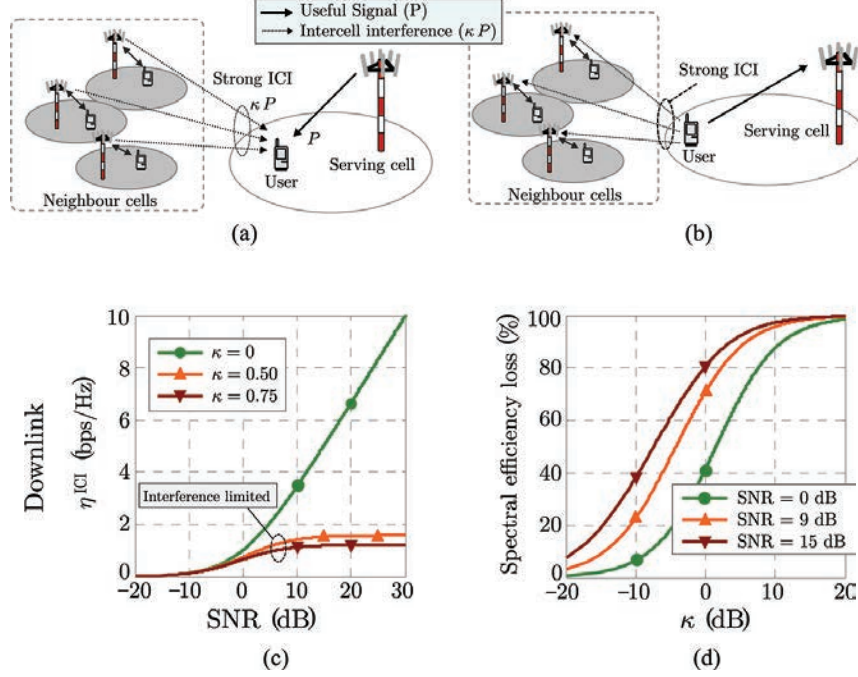 Useful Signal (P)
Intercell interference (κ P)
Strong ICI
κ P
P
User
Serving cell
Neighbour cells
(a)
Strong ICI
User
Serving cell
Neighbour cells
(b)
Downlink
η^ICI (bps/Hz)
10
8
6
4
2
0
κ = 0
κ = 0.50
κ = 0.75
Interference limited
−20 −10 0 10 20 30
SNR (dB)
(c)
Spectral efficiency loss (%)
100
80
60
40
20
0
SNR = 0 dB
SNR = 9 dB
SNR = 15 dB
−20 −10 0 10 20
κ (dB)
(d)